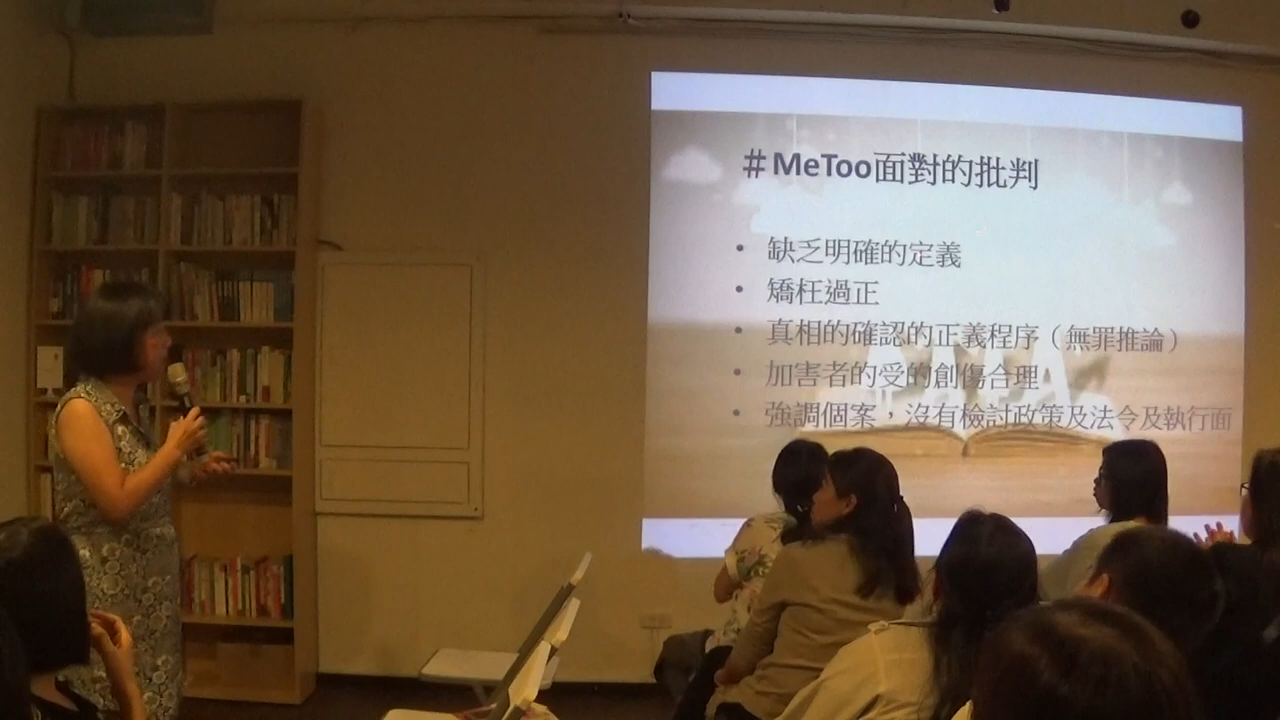 #MeToo面對的批判
• 缺乏明確的定義
• 矯枉過正
• 真相的確認的正義程序（無罪推論）
• 加害者的受的創傷合理
• 強調個案，沒有檢討政策及法令及執行面